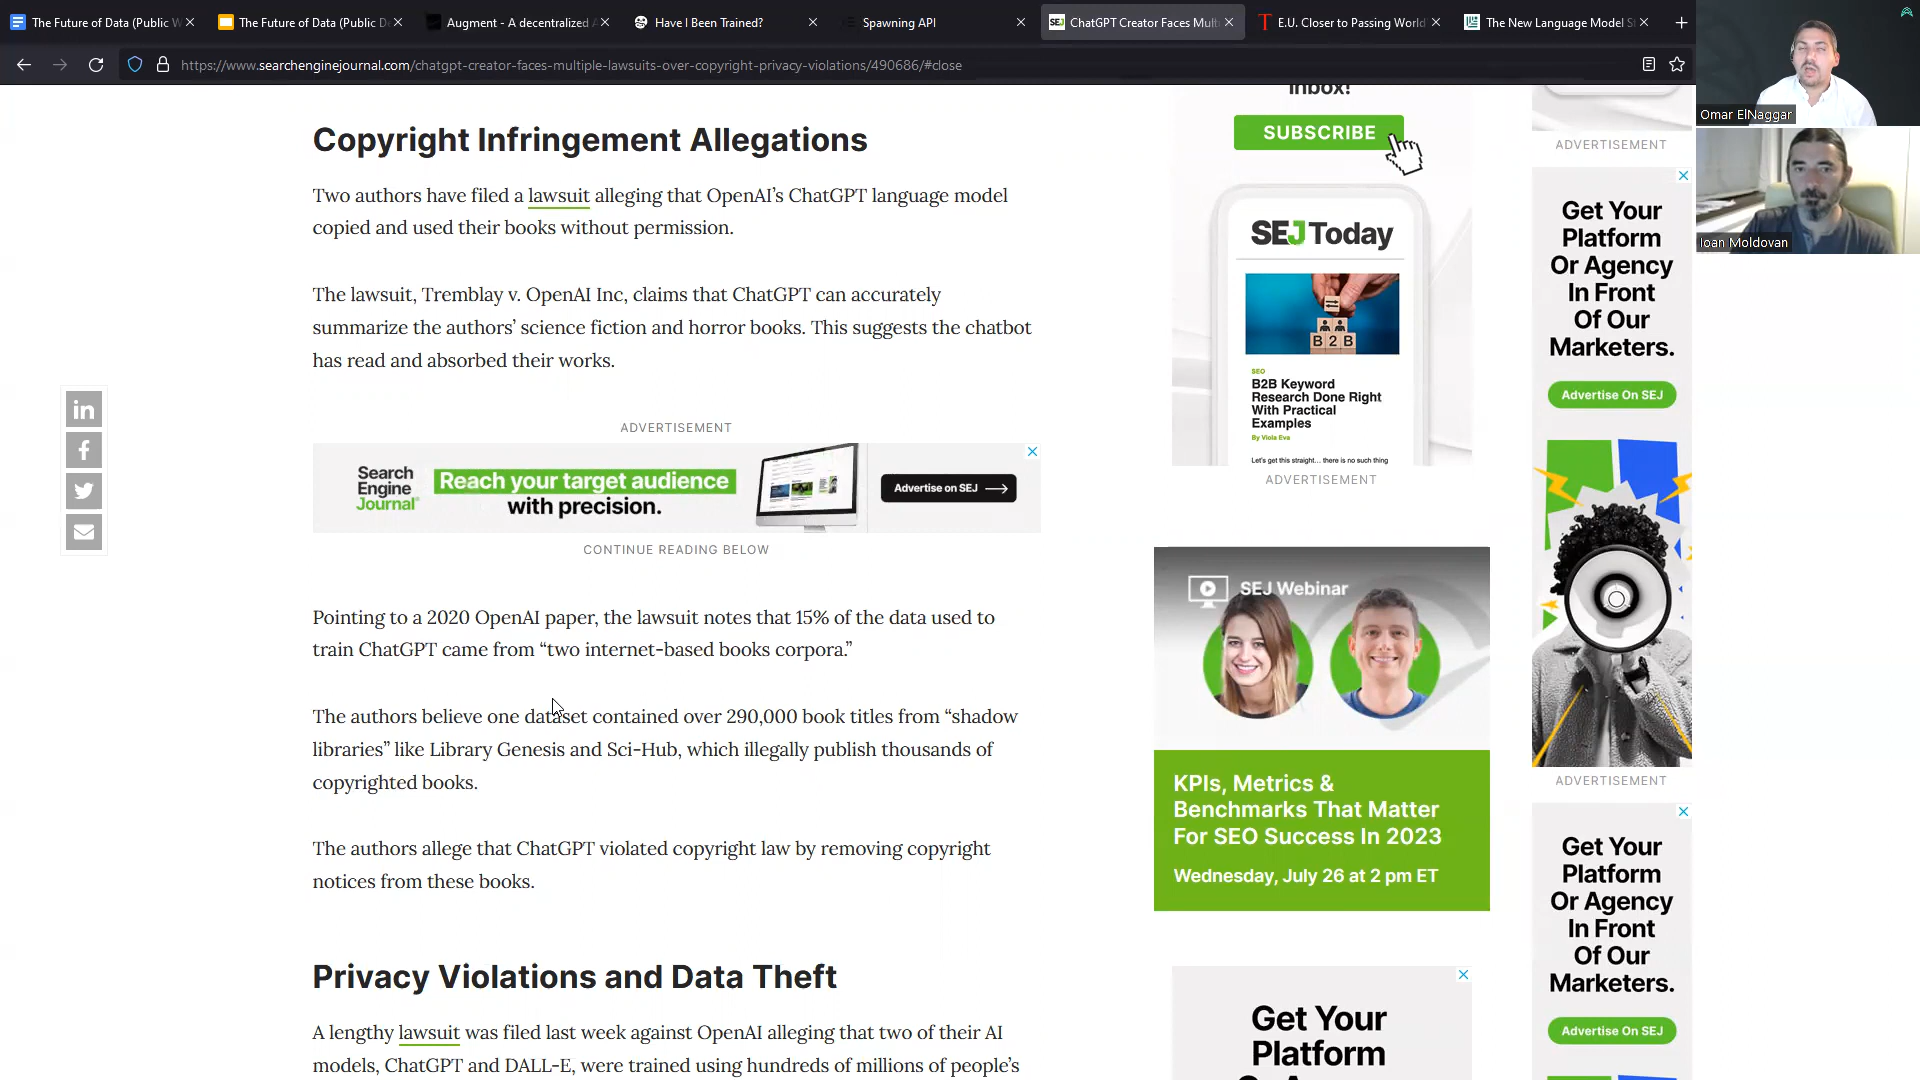 The Future of Data (Public W
The Future of Data (Public De
Augment - A decentralized A
Have I Been Trained?
Spawning API
SEJ
ChatGPT Creator Faces Mult
E.U. Closer to Passing World
The New Language Model St
https://www.searchenginejournal.com/chatgpt-creator-faces-multiple-lawsuits-over-copyright-privacy-violations/490686/#close
Omar ElNaggar
Ioan Moldovan
Copyright Infringement Allegations
Two authors have filed a lawsuit alleging that OpenAI’s ChatGPT language model
copied and used their books without permission.
The lawsuit, Tremblay v. OpenAI Inc, claims that ChatGPT can accurately
summarize the authors’ science fiction and horror books. This suggests the chatbot
has read and absorbed their works.
ADVERTISEMENT
Search
Engine
Journal
Reach your target audience
with precision.
Advertise on SEJ
CONTINUE READING BELOW
Pointing to a 2020 OpenAI paper, the lawsuit notes that 15% of the data used to
train ChatGPT came from “two internet-based books corpora.”
The authors believe one dataset contained over 290,000 book titles from “shadow
libraries” like Library Genesis and Sci-Hub, which illegally publish thousands of
copyrighted books.
The authors allege that ChatGPT violated copyright law by removing copyright
notices from these books.
Privacy Violations and Data Theft
A lengthy lawsuit was filed last week against OpenAI alleging that two of their AI
models, ChatGPT and DALL-E, were trained using hundreds of millions of people’s
inbox!
SUBSCRIBE
SEJ Today
B2B
SEO
B2B Keyword
Research Done Right
With Practical
Examples
By Viola Eva
Let's get this straight... there is no such thing
ADVERTISEMENT
SEJ Webinar
KPIs, Metrics &
Benchmarks That Matter
For SEO Success In 2023
Wednesday, July 26 at 2 pm ET
Get Your
Platform
ADVERTISEMENT
Get Your
Platform
Or Agency
In Front
Of Our
Marketers.
Advertise On SEJ
ADVERTISEMENT
Get Your
Platform
Or Agency
In Front
Of Our
Marketers.
Advertise On SEJ